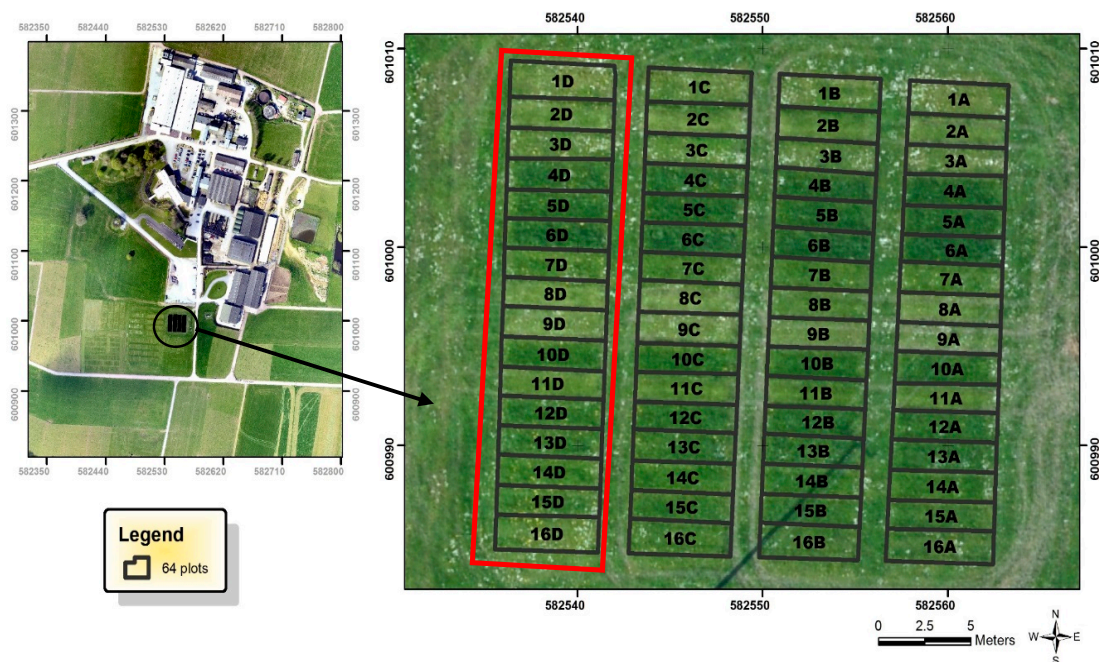 582350 582440 582530 582620 582710 582800
601300
601200
601100
601000
600900
601300
601200
601100
601000
600900
582350 582440 582530 582620 582710 582800
Legend
64 plots
582540 582550 582560
601010
601000
600990
601010
601000
600990
1D 1C 1B 1A
2D 2C 2B 2A
3D 3C 3B 3A
4D 4C 4B 4A
5D 5C 5B 5A
6D 6C 6B 6A
7D 7C 7B 7A
8D 8C 8B 8A
9D 9C 9B 9A
10D 10C 10B 10A
11D 11C 11B 11A
12D 12C 12B 12A
13D 13C 13B 13A
14D 14C 14B 14A
15D 15C 15B 15A
16D 16C 16B 16A
582540 582550 582560
0 2.5 5
Meters
N
W E
S